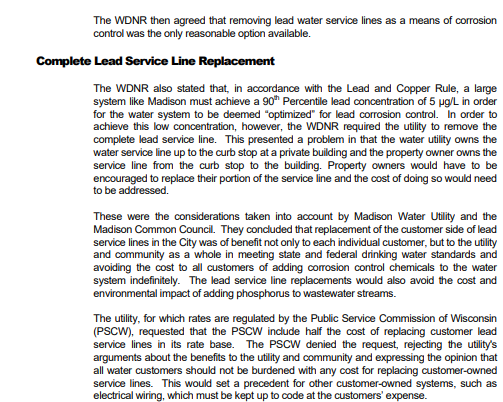 The WDNR then agreed that removing lead water service lines as a means of corrosion
control was the only reasonable option available.
Complete Lead Service Line Replacement
The WDNR also stated that, in accordance with the Lead and Copper Rule, a large
system like Madison must achieve a 90th Percentile lead concentration of 5 µg/L in order
for the water system to be deemed “optimized” for lead corrosion control. In order to
achieve this low concentration, however, the WDNR required the utility to remove the
complete lead service line. This presented a problem in that the water utility owns the
water service line up to the curb stop at a private building and the property owner owns the
service line from the curb stop to the building. Property owners would have to be
encouraged to replace their portion of the service line and the cost of doing so would need
to be addressed.
These were the considerations taken into account by Madison Water Utility and the
Madison Common Council. They concluded that replacement of the customer side of lead
service lines in the City was of benefit not only to each individual customer, but to the utility
and community as a whole in meeting state and federal drinking water standards and
avoiding the cost to all customers of adding corrosion control chemicals to the water
system indefinitely. The lead service line replacements would also avoid the cost and
environmental impact of adding phosphorus to wastewater streams.
The utility, for which rates are regulated by the Public Service Commission of Wisconsin
(PSCW), requested that the PSCW include half the cost of replacing customer lead
service lines in its rate base. The PSCW denied the request, rejecting the utility's
arguments about the benefits to the utility and community and expressing the opinion that
all water customers should not be burdened with any cost for replacing customer-owned
service lines. This would set a precedent for other customer-owned systems, such as
electrical wiring, which must be kept up to code at the customers' expense.